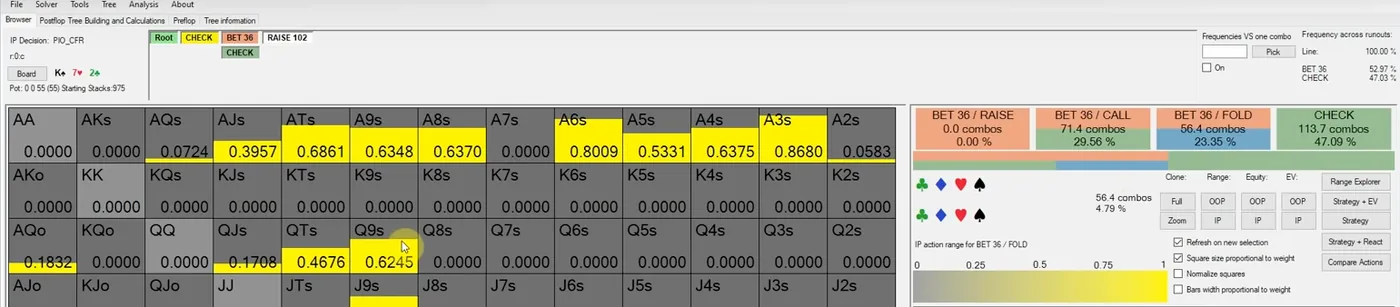 File Solver Tools Tree Analysis About
Browser Postflop Tree Building and Calculations Preflop Tree information
IP Decision: PIO_CFR
r:0:c
Board K♠ 7♥ 2♣
Pot: 0 0 55 (55) Starting Stacks:975
Root CHECK BET 36 RAISE 102
CHECK
Frequencies VS one combo
Pick
On
Frequency across runouts:
Line: 100.00 %
BET 36 52.97 %
CHECK 47.03 %
AA AKs AQs AJs ATs A9s A8s A7s A6s A5s A4s A3s A2s
0.0000 0.0000 0.0724 0.3957 0.6861 0.6348 0.6370 0.0000 0.8009 0.5331 0.6375 0.8680 0.0583
AKo KK KQs KJs KTs K9s K8s K7s K6s K5s K4s K3s K2s
0.0000 0.0000 0.0000 0.0000 0.0000 0.0000 0.0000 0.0000 0.0000 0.0000 0.0000 0.0000 0.0000
AQo KQo QQ QJs QTs Q9s Q8s Q7s Q6s Q5s Q4s Q3s Q2s
0.1832 0.0000 0.0000 0.1708 0.4676 0.6245 0.0000 0.0000 0.0000 0.0000 0.0000 0.0000 0.0000
AJo KJo QJo JJ JTs J9s J8s J7s J6s J5s J4s J3s J2s
BET 36 / RAISE
0.0 combos
0.00 %
BET 36 / CALL
71.4 combos
29.56 %
BET 36 / FOLD
56.4 combos
23.35 %
CHECK
113.7 combos
47.09 %
♣ ♦ ♥ ♠
♣ ♦ ♥ ♠
56.4 combos
4.79 %
Clone: Range: Equity: EV:
Full OOP OOP OOP
Zoom IP IP IP
Range Explorer
Strategy + EV
Strategy
Strategy + React
Compare Actions
IP action range for BET 36 / FOLD
0 0.25 0.5 0.75 1
Refresh on new selection
Square size proportional to weight
Normalize squares
Bars width proportional to weight